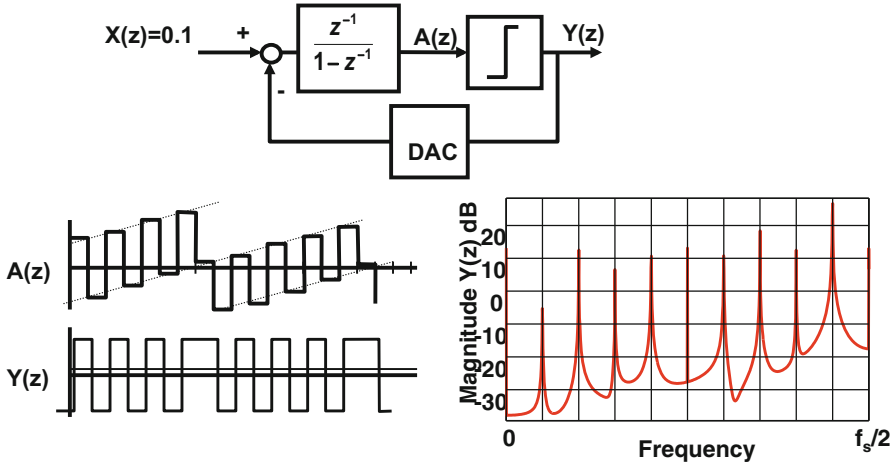 X(z)=0.1
+
-
z⁻¹
1−z⁻¹
A(z)
Y(z)
DAC
A(z)
Y(z)
Magnitude Y(z) dB
20
10
0
-10
-20
-30
0
Frequency
fₛ/2